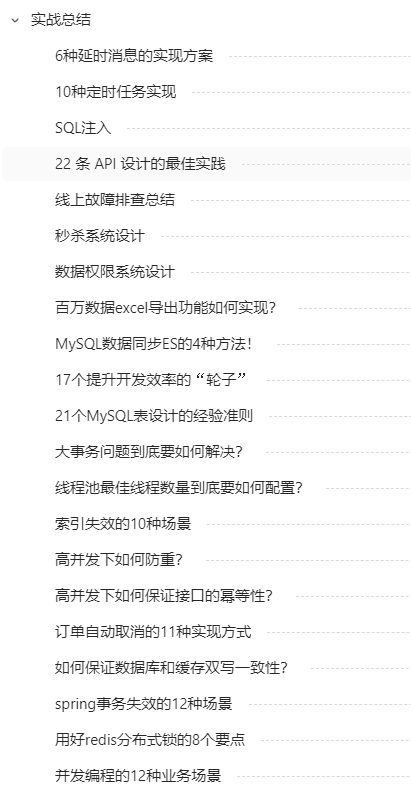 实战总结
6种延时消息的实现方案
10种定时任务实现
SQL注入
22 条 API 设计的最佳实践
线上故障排查总结
秒杀系统设计
数据权限系统设计
百万数据excel导出功能如何实现？
MySQL数据同步ES的4种方法！
17个提升开发效率的“轮子”
21个MySQL表设计的经验准则
大事务问题到底要如何解决？
线程池最佳线程数量到底要如何配置？
索引失效的10种场景
高并发下如何防重？
高并发下如何保证接口的幂等性？
订单自动取消的11种实现方式
如何保证数据库和缓存双写一致性？
spring事务失效的12种场景
用好redis分布式锁的8个要点
并发编程的12种业务场景